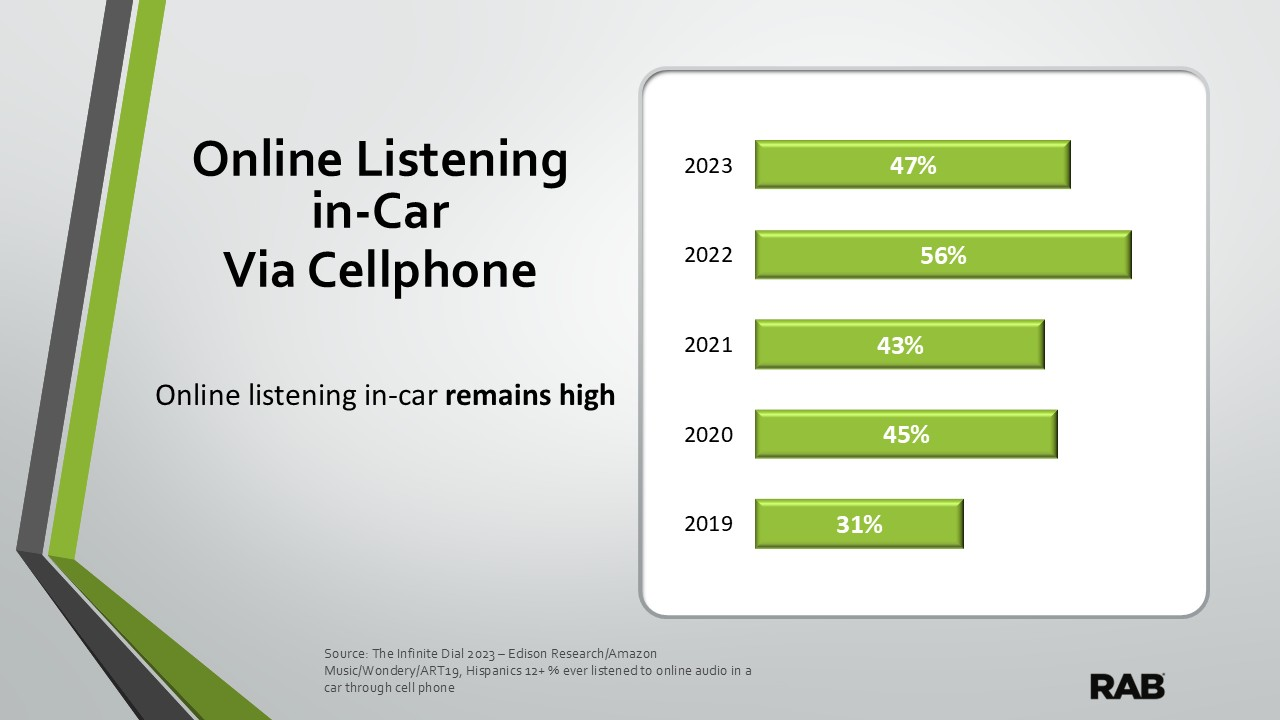 Online Listening
in-Car
Via Cellphone
Online listening in-car remains high
2023 47%
2022 56%
2021 43%
2020 45%
2019 31%
Source: The Infinite Dial 2023 – Edison Research/Amazon
Music/Wondery/ART19, Hispanics 12+ % ever listened to online audio in a
car through cell phone
RAB